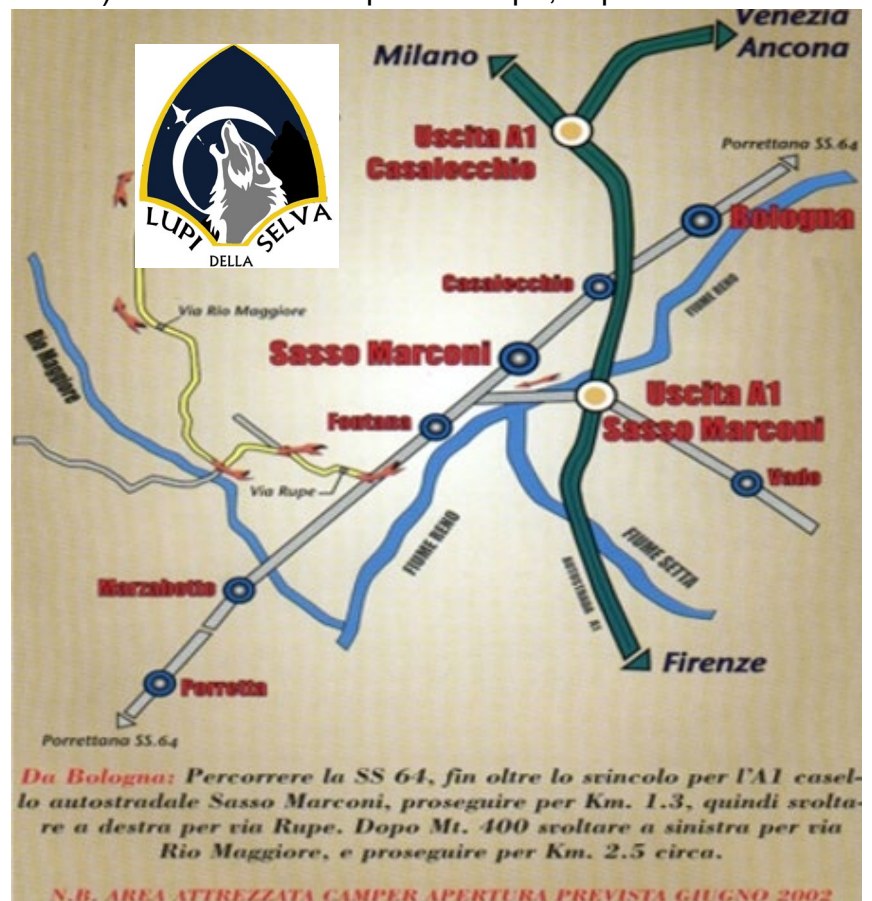 Venezia
Ancona
Milano
Uscita A1
Casalecchio
Porrettana SS.64
Bologna
LUPI
DELLA
SELVA
Casalecchio
FIUME RENO
Via Rio Maggiore
Rio Maggiore
Sasso Marconi
Uscita A1
Sasso Marconi
Fontana
Vado
Via Rupe
FIUME RENO
FIUME SETTA
AUTOSTRADA A1
Marzabotto
Firenze
Porretta
Porrettana SS.64
Da Bologna: Percorrere la SS 64, fin oltre lo svincolo per l'A1 casel-
lo autostradale Sasso Marconi, proseguire per Km. 1.3, quindi svolta-
re a destra per via Rupe. Dopo Mt. 400 svoltare a sinistra per via
Rio Maggiore, e proseguire per Km. 2.5 circa.
N.B. AREA ATTREZZATA CAMPER APERTURA PREVISTA GIUGNO 2002